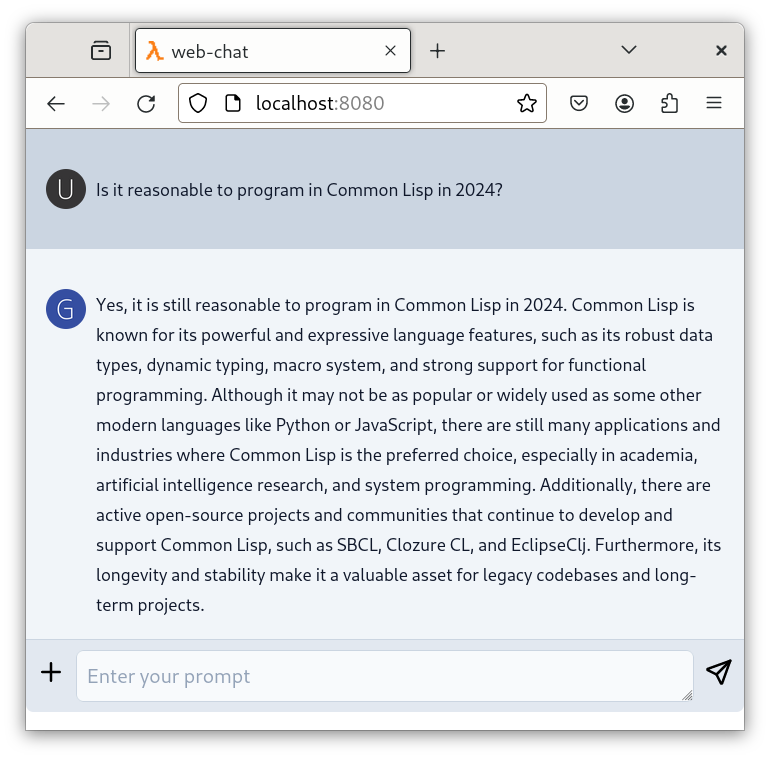 web-chat
localhost:8080
U
Is it reasonable to program in Common Lisp in 2024?
G
Yes, it is still reasonable to program in Common Lisp in 2024. Common Lisp is
known for its powerful and expressive language features, such as its robust data
types, dynamic typing, macro system, and strong support for functional
programming. Although it may not be as popular or widely used as some other
modern languages like Python or JavaScript, there are still many applications and
industries where Common Lisp is the preferred choice, especially in academia,
artificial intelligence research, and system programming. Additionally, there are
active open-source projects and communities that continue to develop and
support Common Lisp, such as SBCL, Clozure CL, and EclipseClj. Furthermore, its
longevity and stability make it a valuable asset for legacy codebases and long-
term projects.
Enter your prompt